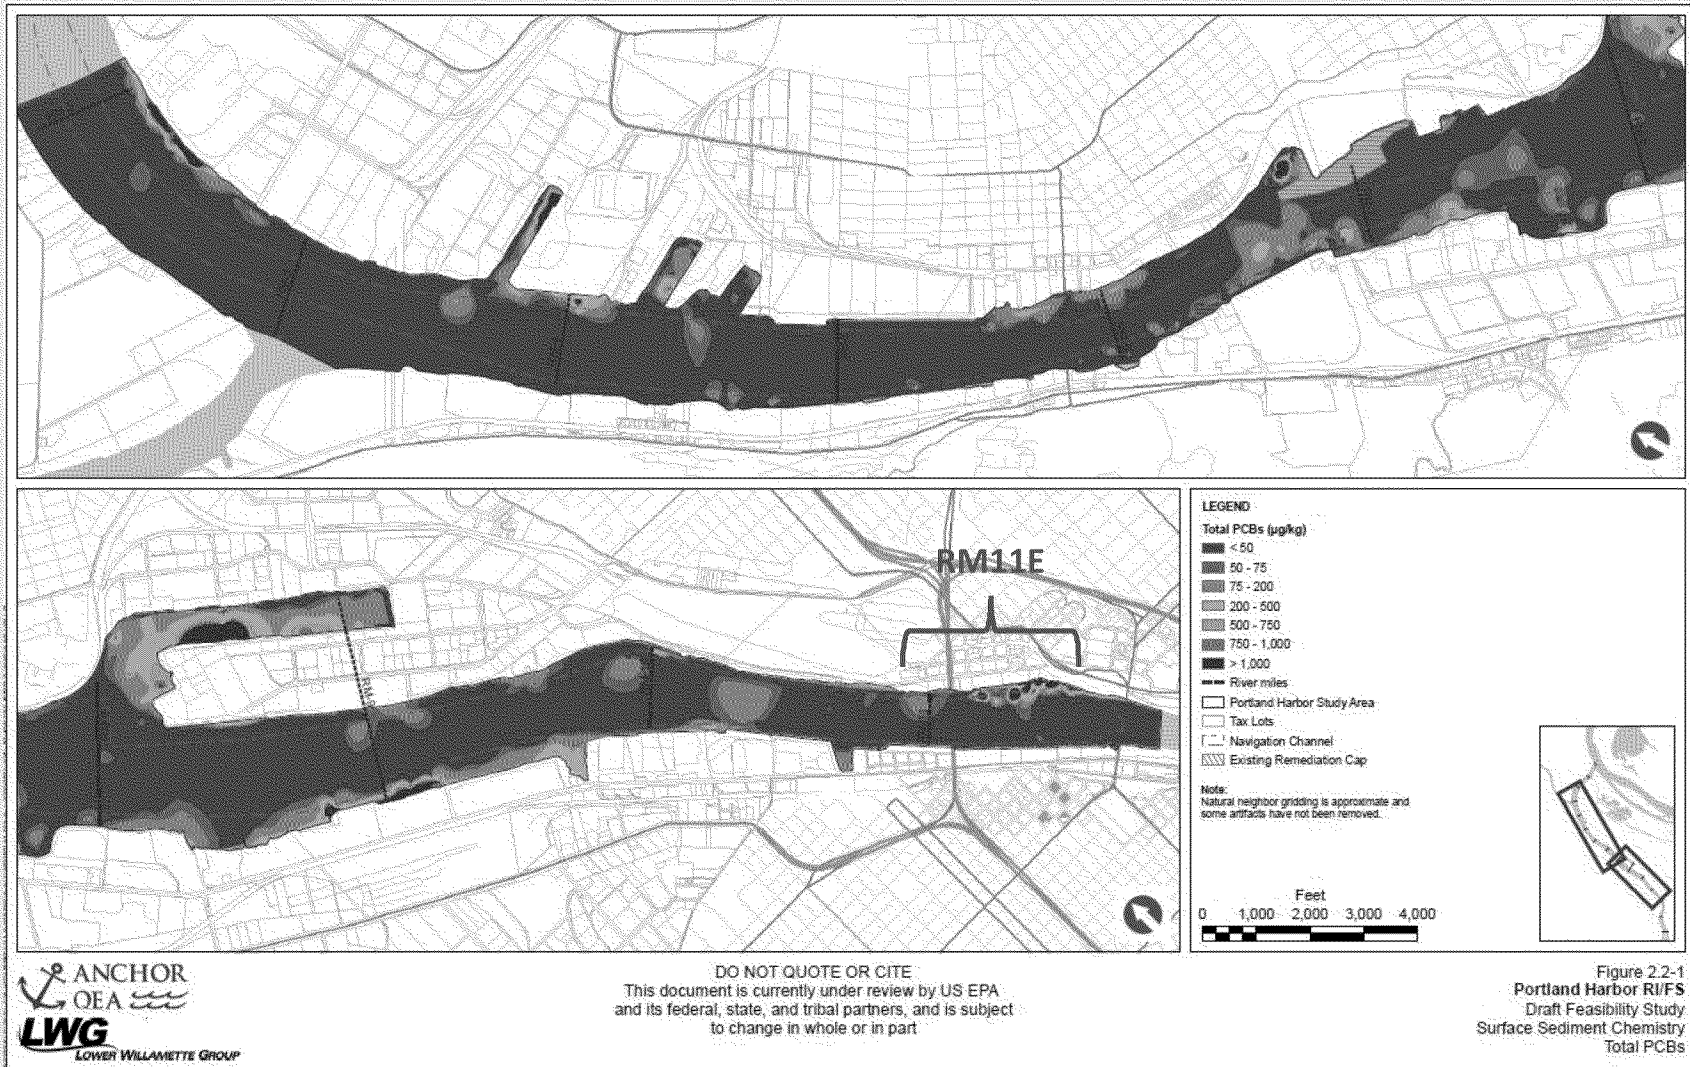 RM11E
LEGEND
Total PCBs (µg/kg)
< 50
50 - 75
75 - 200
200 - 500
500 - 750
750 - 1,000
> 1,000
River miles
Portland Harbor Study Area
Tax Lots
Navigation Channel
Existing Remediation Cap
Note:
Natural neighbor gridding is approximate and
some artifacts have not been removed.
Feet
0 1,000 2,000 3,000 4,000
ANCHOR
QEA
LWG
LOWER WILLAMETTE GROUP
DO NOT QUOTE OR CITE
This document is currently under review by US EPA
and its federal, state, and tribal partners, and is subject
to change in whole or in part
Figure 2.2-1
Portland Harbor RI/FS
Draft Feasibility Study
Surface Sediment Chemistry
Total PCBs